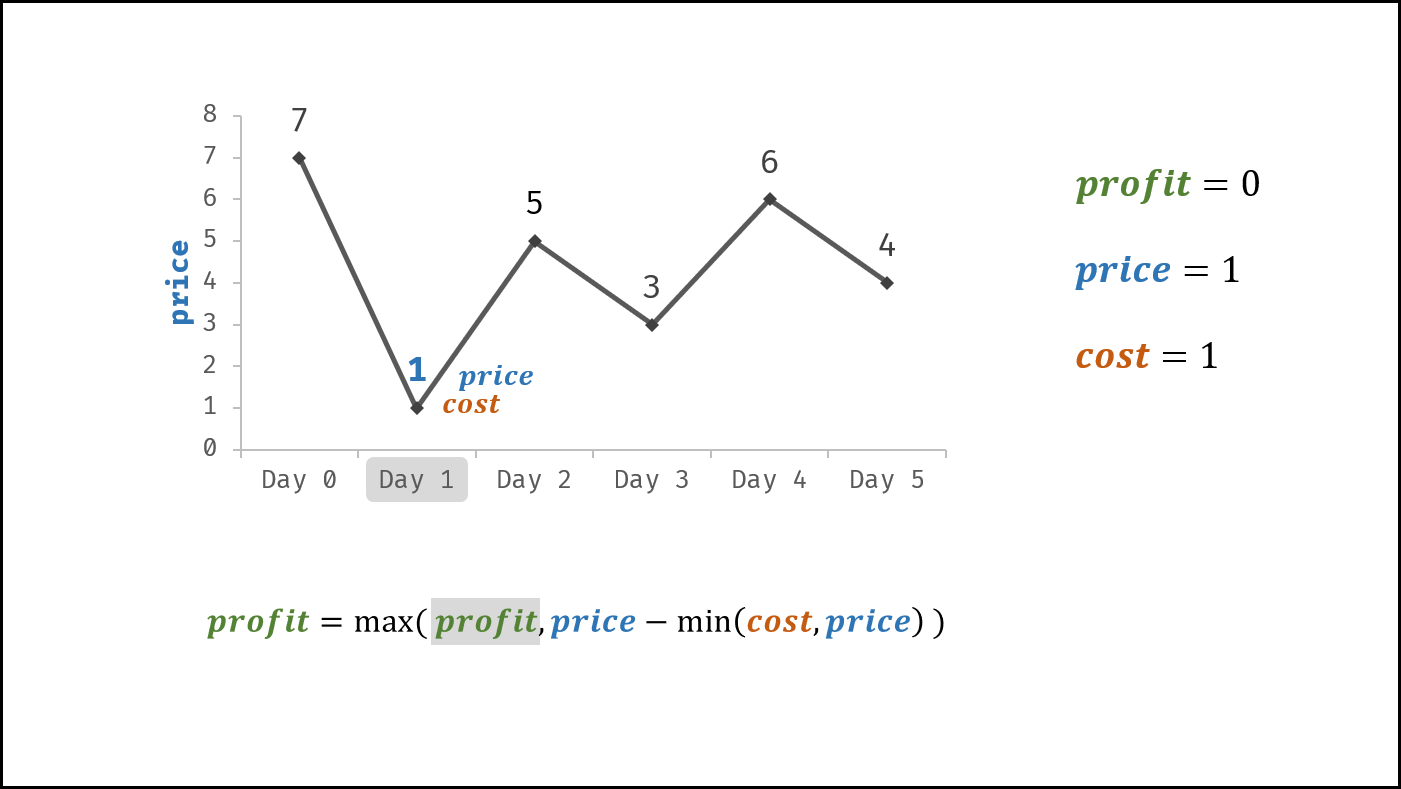 8
7
6
5
4
3
2
1
0
price
7
1
5
3
6
4
price
cost
Day 0 Day 1 Day 2 Day 3 Day 4 Day 5
profit = 0
price = 1
cost = 1
profit = max( profit, price − min(cost, price) )